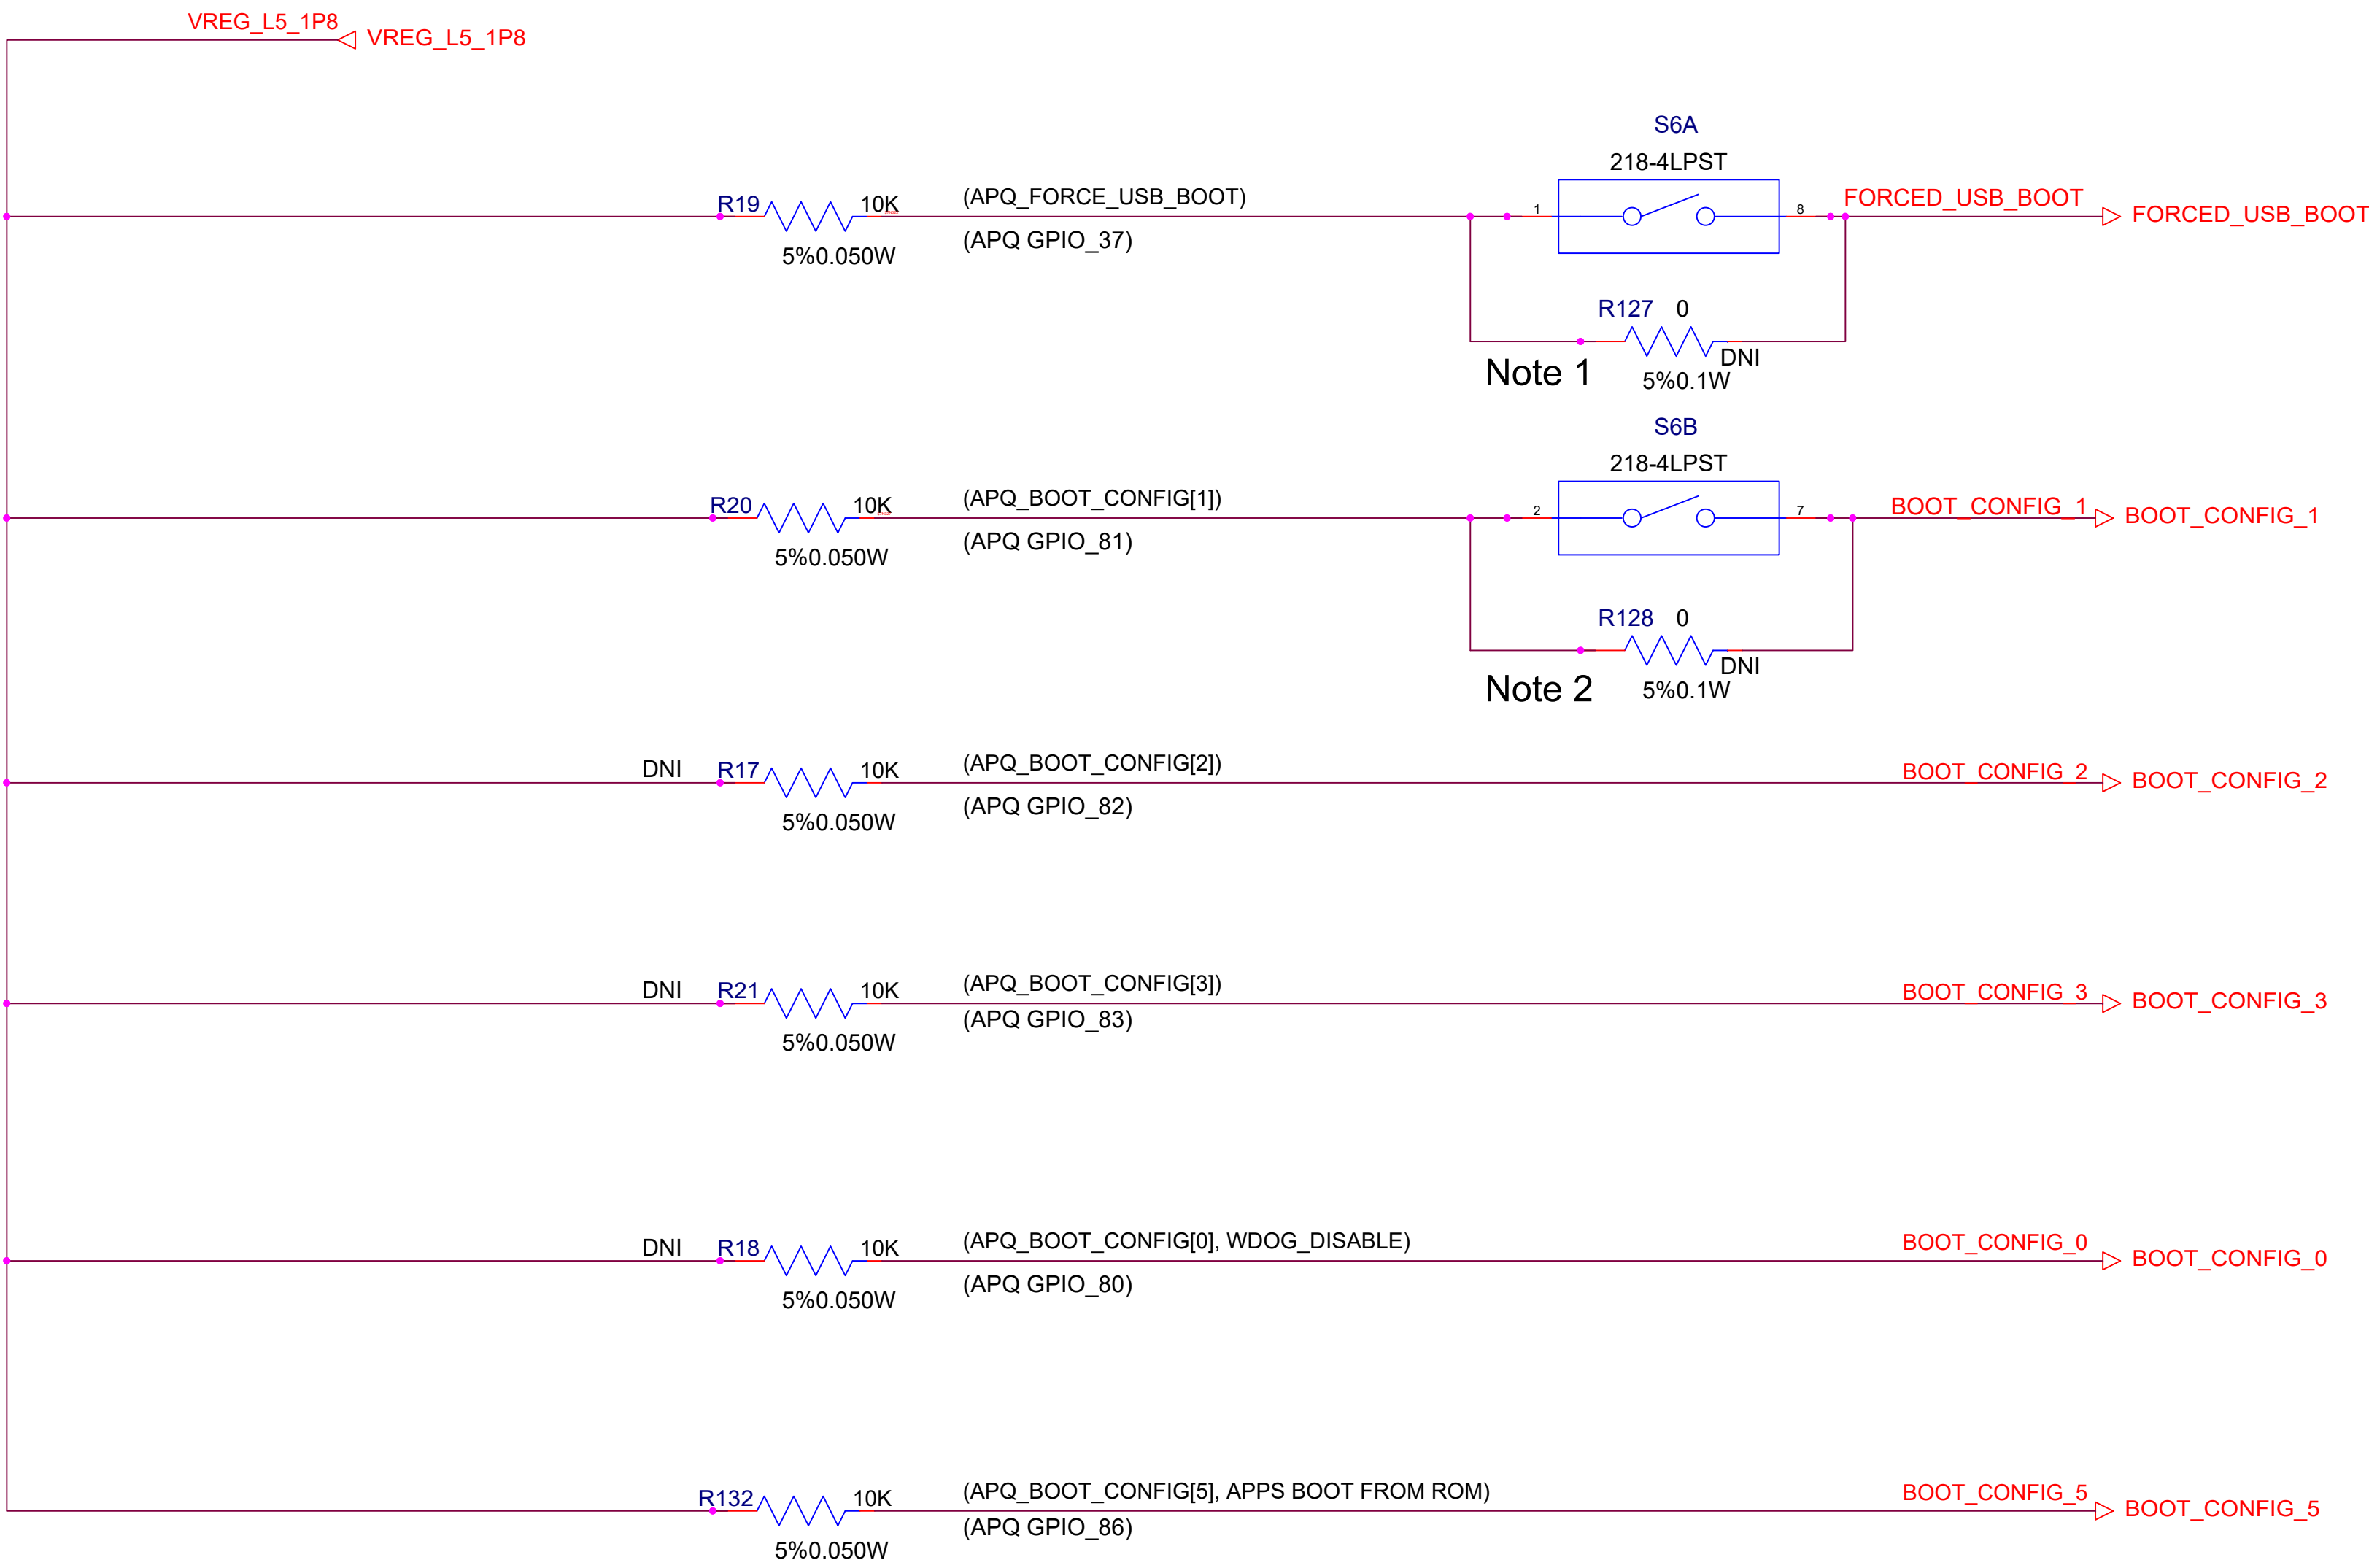 VREG_L5_1P8
VREG_L5_1P8
S6A
218-4LPST
R19
10K
5%0.050W
(APQ_FORCE_USB_BOOT)
(APQ GPIO_37)
1
8
FORCED_USB_BOOT
FORCED_USB_BOOT
R127 0
DNI
5%0.1W
Note 1
S6B
218-4LPST
R20
10K
5%0.050W
(APQ_BOOT_CONFIG[1])
(APQ GPIO_81)
2
7
BOOT_CONFIG_1
BOOT_CONFIG_1
R128 0
DNI
5%0.1W
Note 2
DNI
R17
10K
5%0.050W
(APQ_BOOT_CONFIG[2])
(APQ GPIO_82)
BOOT_CONFIG_2
BOOT_CONFIG_2
DNI
R21
10K
5%0.050W
(APQ_BOOT_CONFIG[3])
(APQ GPIO_83)
BOOT_CONFIG_3
BOOT_CONFIG_3
DNI
R18
10K
5%0.050W
(APQ_BOOT_CONFIG[0], WDOG_DISABLE)
(APQ GPIO_80)
BOOT_CONFIG_0
BOOT_CONFIG_0
R132
10K
5%0.050W
(APQ_BOOT_CONFIG[5], APPS BOOT FROM ROM)
(APQ GPIO_86)
BOOT_CONFIG_5
BOOT_CONFIG_5